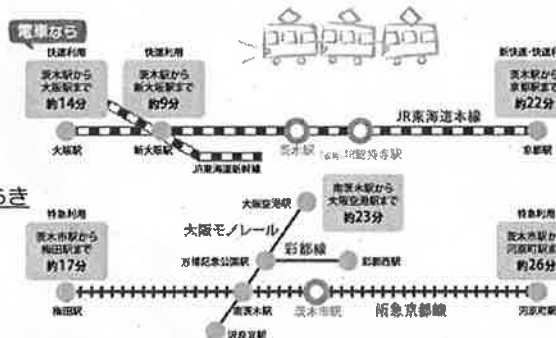 電車なら
快速利用
茨木駅から
大阪駅まで
約14分
快速利用
茨木駅から
新大阪駅まで
約9分
新快速・快速利用
茨木駅から
京都駅まで
約22分
JR東海道本線
大阪駅
新大阪駅
茨木駅
JR総持寺駅
京都駅
JR東海道新幹線
らき
特急利用
茨木市駅から
梅田駅まで
約17分
大阪空港駅
南茨木駅から
大阪空港駅まで
約23分
大阪モノレール
彩都線
万博記念公園駅
彩都西駅
特急利用
茨木市駅から
河原町駅まで
約26分
梅田駅
南茨木駅
茨木市駅
阪急京都線
河原町駅